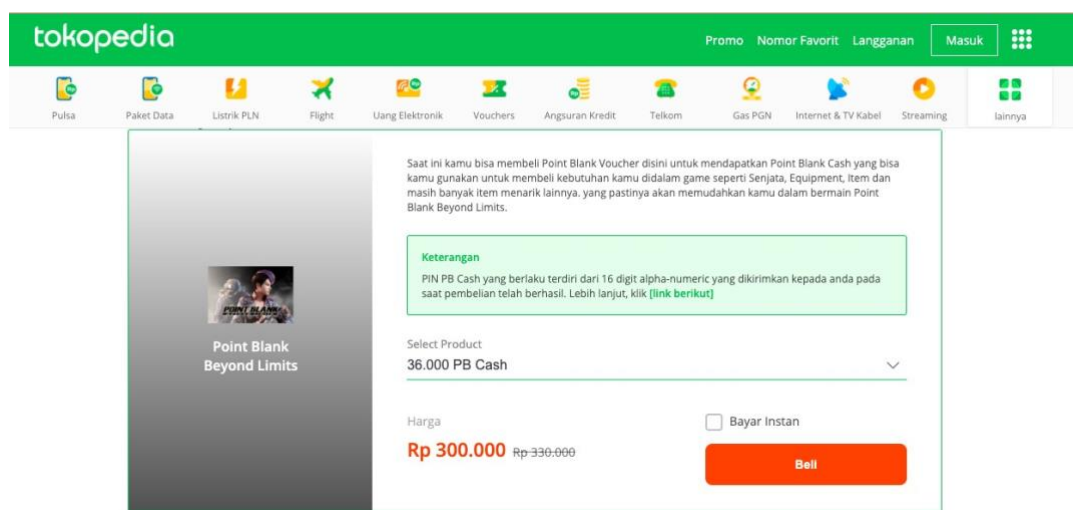 tokopedia
Promo Nomor Favorit Langganan Masuk
Pulsa Paket Data Listrik PLN Flight Uang Elektronik Vouchers Angsuran Kredit Telkom Gas PGN Internet & TV Kabel Streaming lainnya
Saat ini kamu bisa membeli Point Blank Voucher disini untuk mendapatkan Point Blank Cash yang bisa
kamu gunakan untuk membeli kebutuhan kamu didalam game seperti Senjata, Equipment, Item dan
masih banyak item menarik lainnya. yang pastinya akan memudahkan kamu dalam bermain Point
Blank Beyond Limits.
Keterangan
PIN PB Cash yang berlaku terdiri dari 16 digit alpha-numeric yang dikirimkan kepada anda pada
saat pembelian telah berhasil. Lebih lanjut, klik [link berikut]
POINT BLANK
Point Blank
Beyond Limits
Select Product
36.000 PB Cash
Harga
Rp 300.000 Rp 330.000
Bayar Instan
Beli